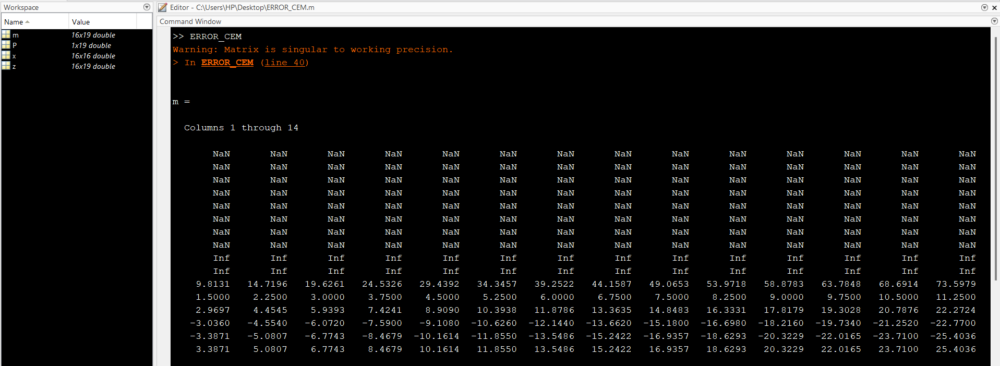 Workspace
Name Value
m 16x19 double
P 1x19 double
x 16x16 double
z 16x19 double
Editor - C:\Users\HP\Desktop\ERROR_CEM.m
Command Window
>> ERROR_CEM
Warning: Matrix is singular to working precision.
> In ERROR_CEM (line 40)
m =
Columns 1 through 14
NaN NaN NaN NaN NaN NaN NaN NaN NaN NaN NaN NaN NaN NaN
NaN NaN NaN NaN NaN NaN NaN NaN NaN NaN NaN NaN NaN NaN
NaN NaN NaN NaN NaN NaN NaN NaN NaN NaN NaN NaN NaN NaN
NaN NaN NaN NaN NaN NaN NaN NaN NaN NaN NaN NaN NaN NaN
NaN NaN NaN NaN NaN NaN NaN NaN NaN NaN NaN NaN NaN NaN
NaN NaN NaN NaN NaN NaN NaN NaN NaN NaN NaN NaN NaN NaN
NaN NaN NaN NaN NaN NaN NaN NaN NaN NaN NaN NaN NaN NaN
NaN NaN NaN NaN NaN NaN NaN NaN NaN NaN NaN NaN NaN NaN
Inf Inf Inf Inf Inf Inf Inf Inf Inf Inf Inf Inf Inf Inf
Inf Inf Inf Inf Inf Inf Inf Inf Inf Inf Inf Inf Inf Inf
9.8131 14.7196 19.6261 24.5326 29.4392 34.3457 39.2522 44.1587 49.0653 53.9718 58.8783 63.7848 68.6914 73.5979
1.5000 2.2500 3.0000 3.7500 4.5000 5.2500 6.0000 6.7500 7.5000 8.2500 9.0000 9.7500 10.5000 11.2500
2.9697 4.4545 5.9393 7.4241 8.9090 10.3938 11.8786 13.3635 14.8483 16.3331 17.8179 19.3028 20.7876 22.2724
-3.0360 -4.5540 -6.0720 -7.5900 -9.1080 -10.6260 -12.1440 -13.6620 -15.1800 -16.6980 -18.2160 -19.7340 -21.2520 -22.7700
-3.3871 -5.0807 -6.7743 -8.4679 -10.1614 -11.8550 -13.5486 -15.2422 -16.9357 -18.6293 -20.3229 -22.0165 -23.7100 -25.4036
3.3871 5.0807 6.7743 8.4679 10.1614 11.8550 13.5486 15.2422 16.9357 18.6293 20.3229 22.0165 23.7100 25.4036